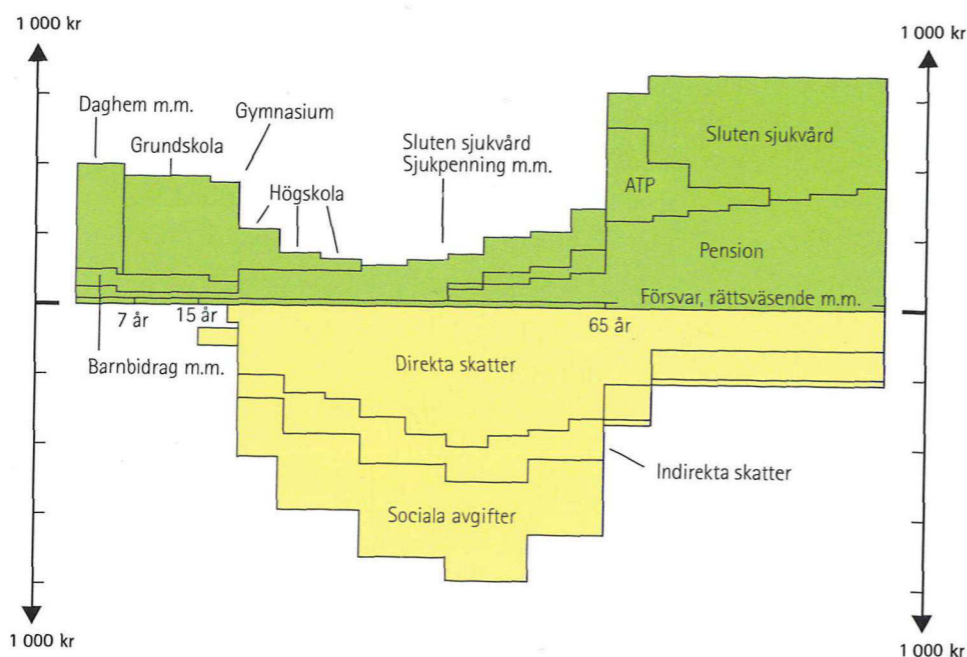 1 000 kr
1 000 kr
Daghem m.m.
Gymnasium
Grundskola
Sluten sjukvård
Sjukpenning m.m.
Sluten sjukvård
Högskola
ATP
Pension
Försvar, rättsväsende m.m.
7 år
15 år
65 år
Barnbidrag m.m.
Direkta skatter
Indirekta skatter
Sociala avgifter
1 000 kr
1 000 kr